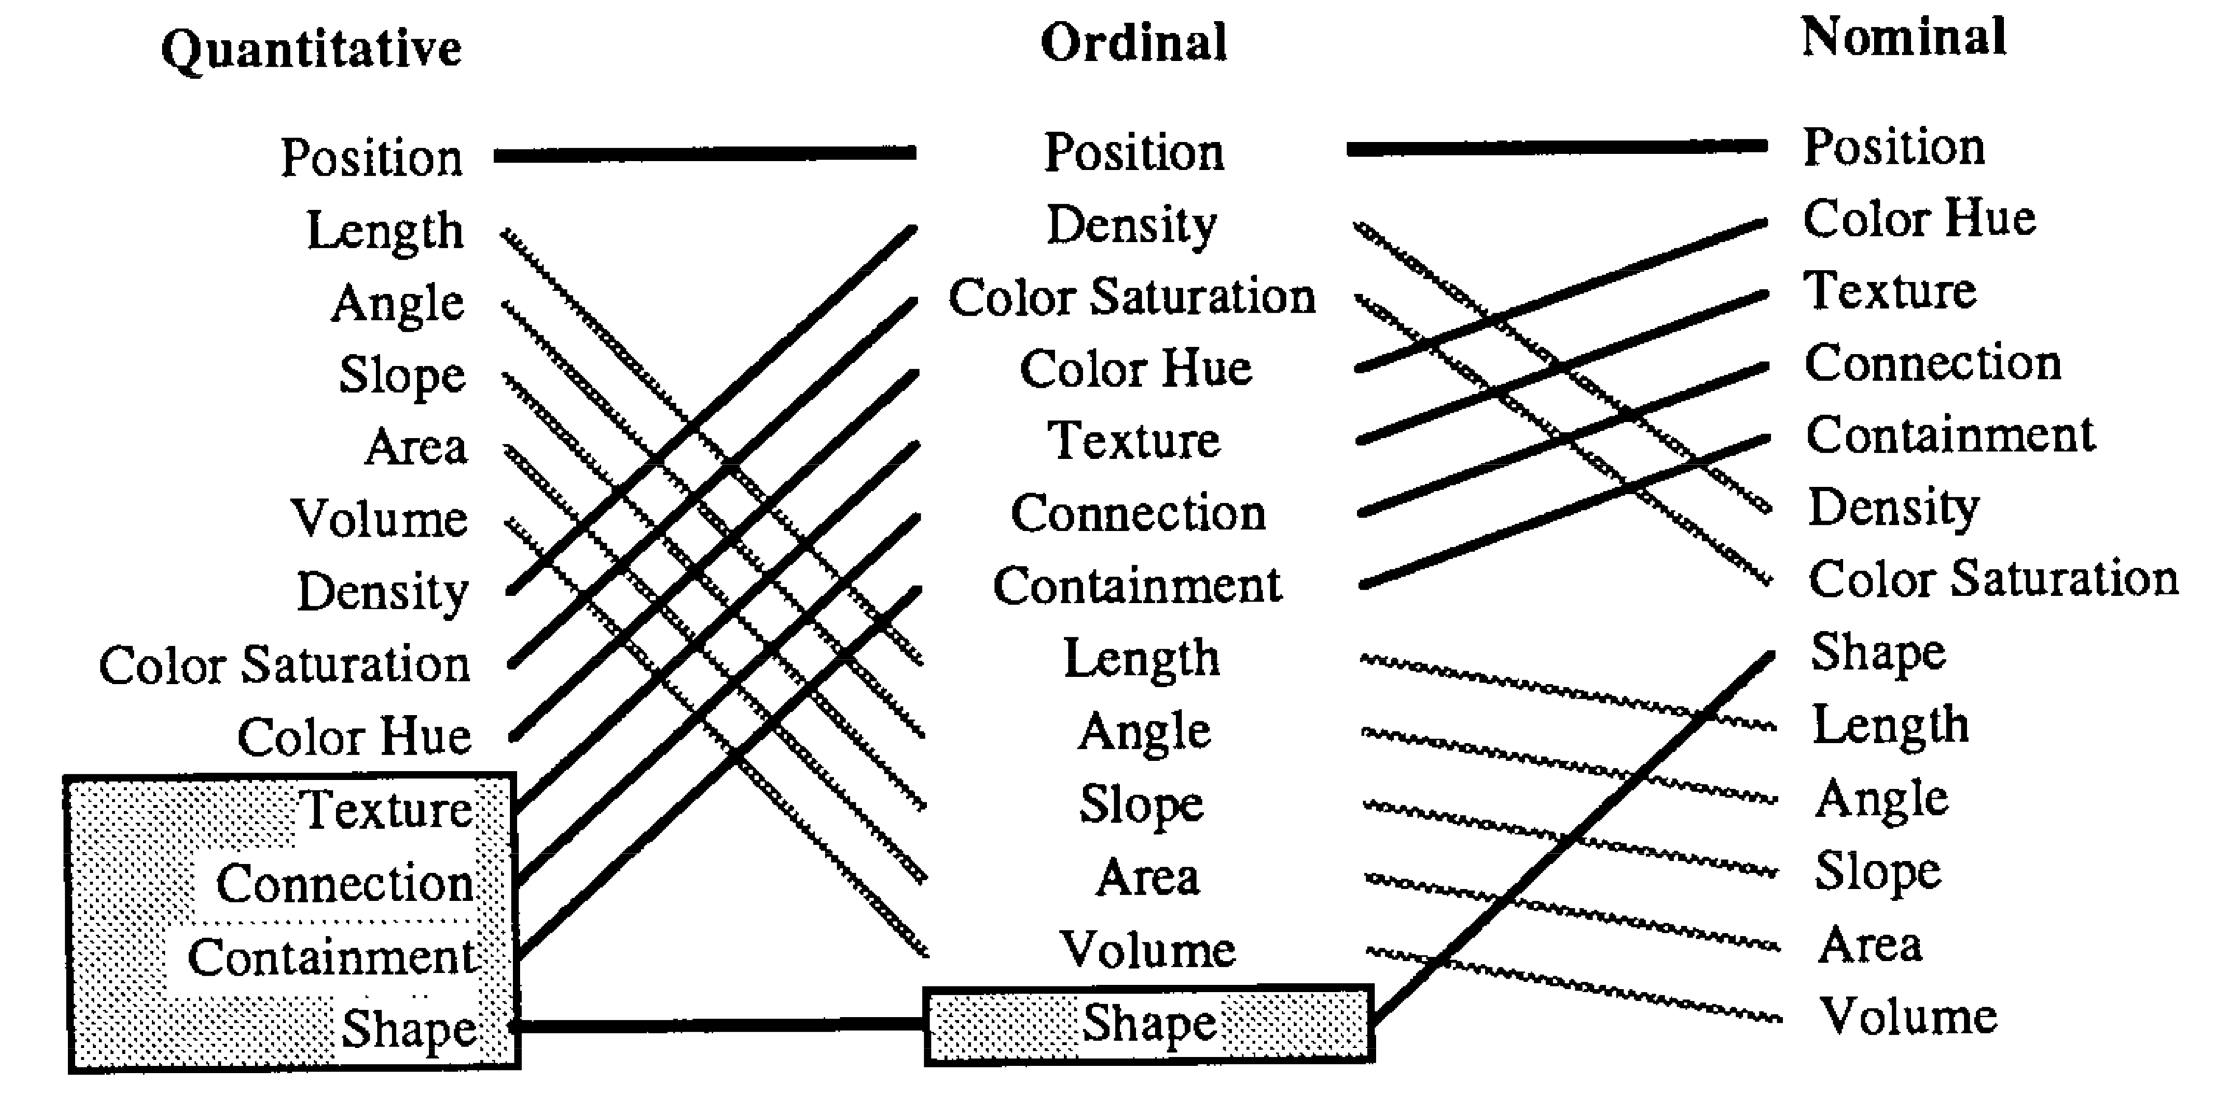 Quantitative
Position
Length
Angle
Slope
Area
Volume
Density
Color Saturation
Color Hue
Texture
Connection
Containment
Shape
Ordinal
Position
Density
Color Saturation
Color Hue
Texture
Connection
Containment
Length
Angle
Slope
Area
Volume
Shape
Nominal
Position
Color Hue
Texture
Connection
Containment
Density
Color Saturation
Shape
Length
Angle
Slope
Area
Volume